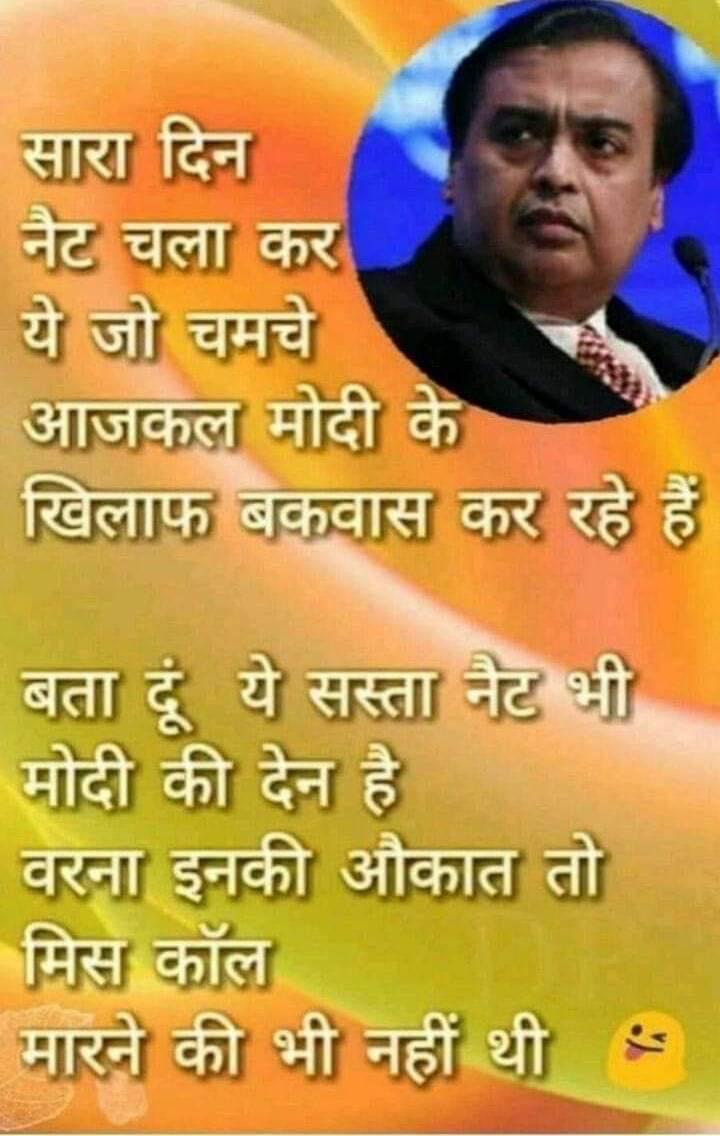 सारा दिन
नैट चला कर
ये जो चमचे
आजकल मोदी के
खिलाफ बकवास कर रहे हैं
बता दूं ये सस्ता नैट भी
मोदी की देन है
वरना इनकी औकात तो
मिस कॉल
मारने की भी नहीं थी